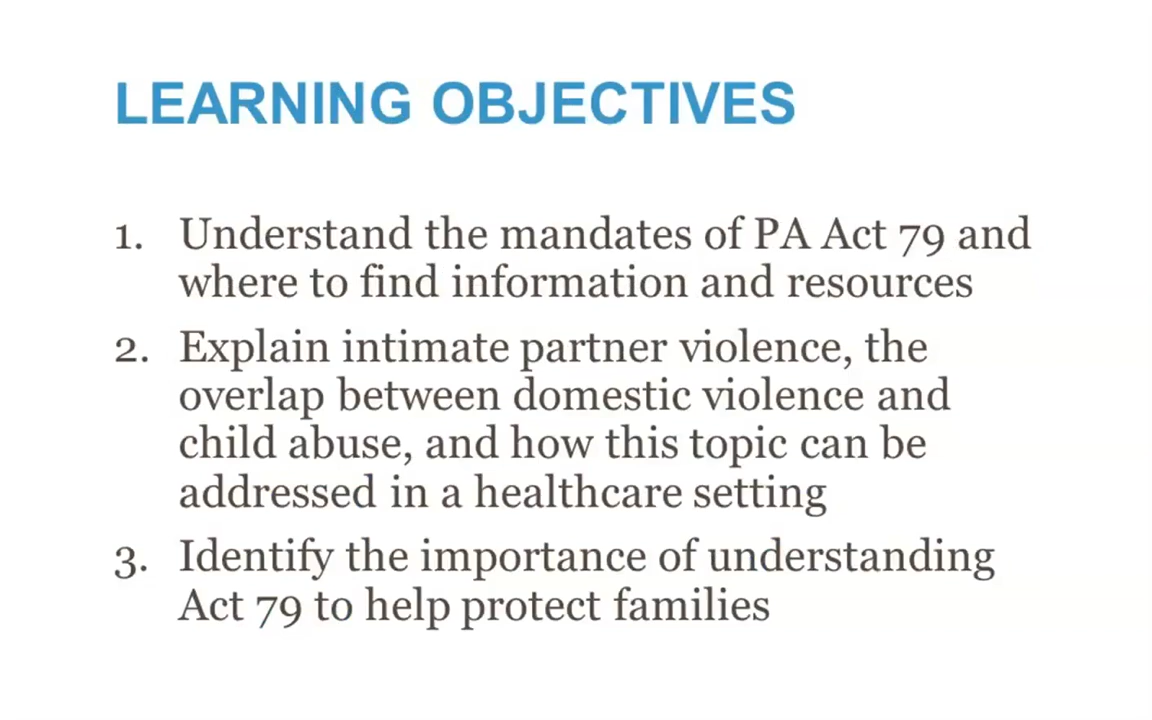 LEARNING OBJECTIVES
1. Understand the mandates of PA Act 79 and
where to find information and resources
2. Explain intimate partner violence, the
overlap between domestic violence and
child abuse, and how this topic can be
addressed in a healthcare setting
3. Identify the importance of understanding
Act 79 to help protect families